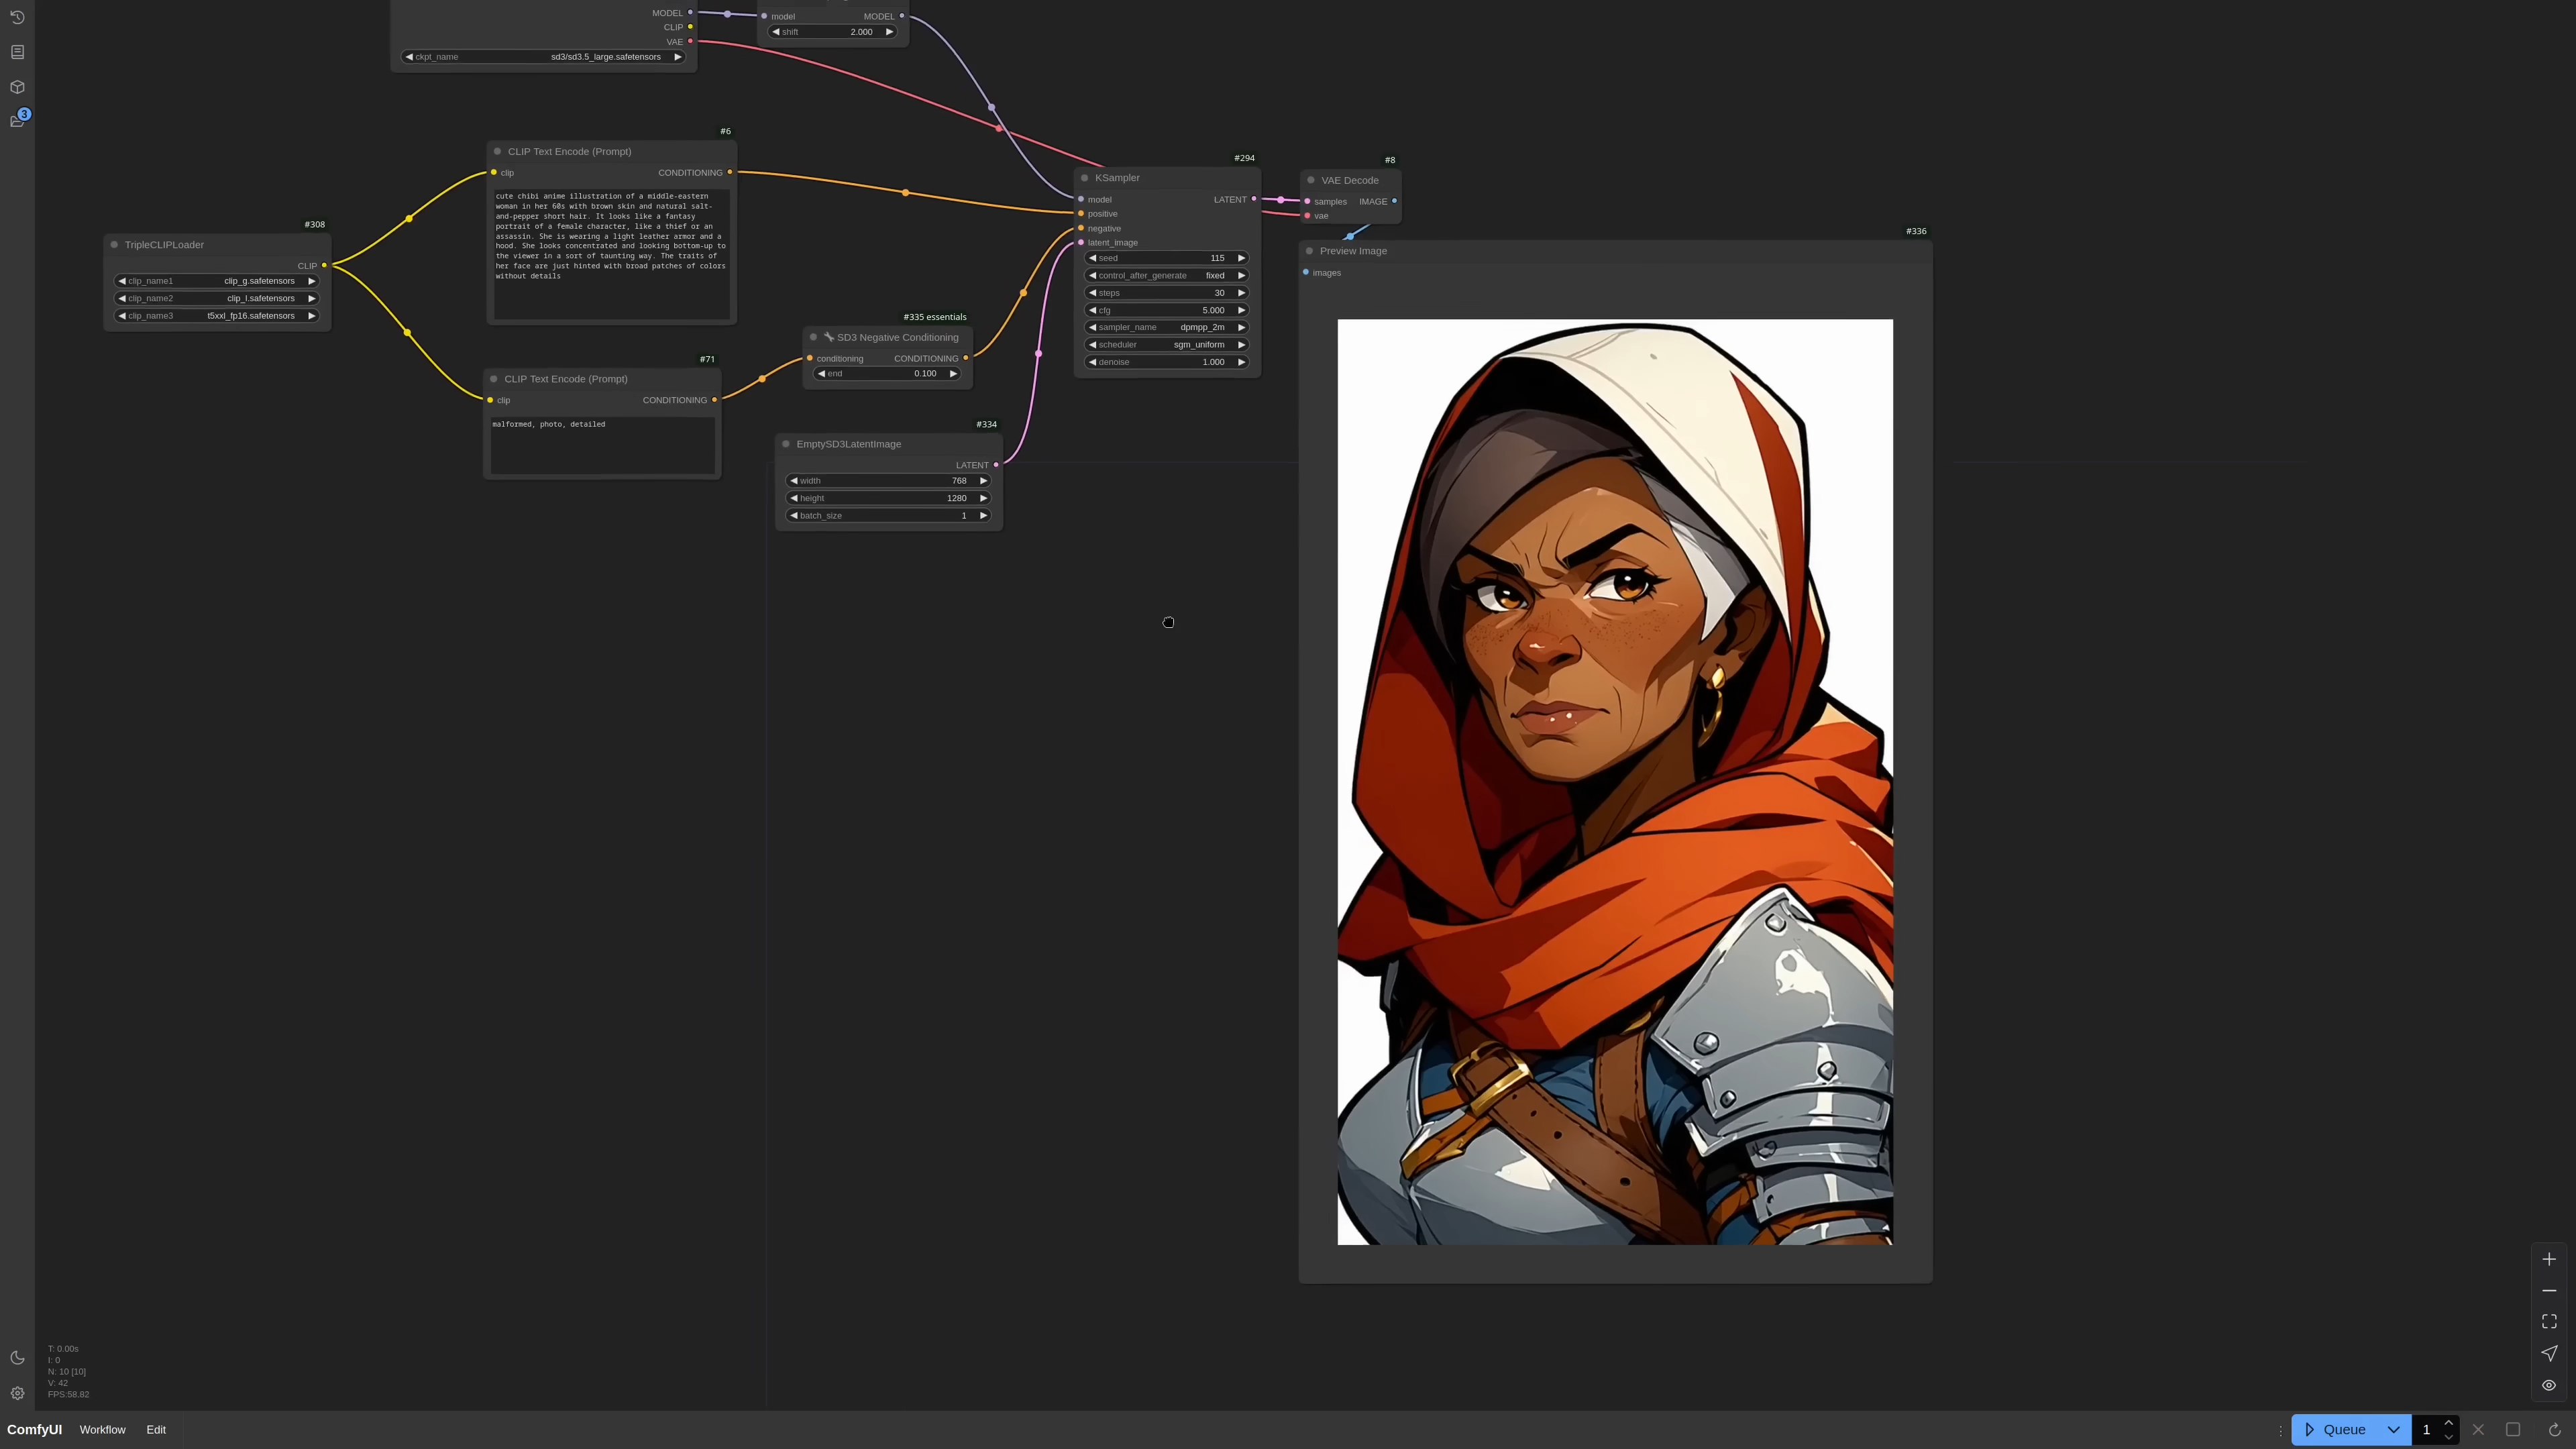 MODEL
CLIP
VAE
ckpt_name sd3/sd3.5_large.safetensors
model MODEL
shift 2.000
3
#308
TripleCLIPLoader
CLIP
clip_name1 clip_g.safetensors
clip_name2 clip_l.safetensors
clip_name3 t5xxl_fp16.safetensors
#6
CLIP Text Encode (Prompt)
clip CONDITIONING
cute chibi anime illustration of a middle-eastern
woman in her 60s with brown skin and natural salt-
and-pepper short hair. It looks like a fantasy
portrait of a female character, like a thief or an
assassin. She is wearing a light leather armor and a
hood. She looks concentrated and looking bottom-up to
the viewer in a sort of taunting way. The traits of
her face are just hinted with broad patches of colors
without details
#71
CLIP Text Encode (Prompt)
clip CONDITIONING
malformed, photo, detailed
#335 essentials
SD3 Negative Conditioning
conditioning CONDITIONING
end 0.100
#334
EmptySD3LatentImage
LATENT
width 768
height 1280
batch_size 1
#294
KSampler
model LATENT
positive
negative
latent_image
seed 115
control_after_generate fixed
steps 30
cfg 5.000
sampler_name dpmpp_2m
scheduler sgm_uniform
denoise 1.000
#8
VAE Decode
samples IMAGE
vae
#336
Preview Image
images
T: 0.00s
I: 0
N: 10 [10]
V: 42
FPS:58.82
ComfyUI Workflow Edit
Queue 1